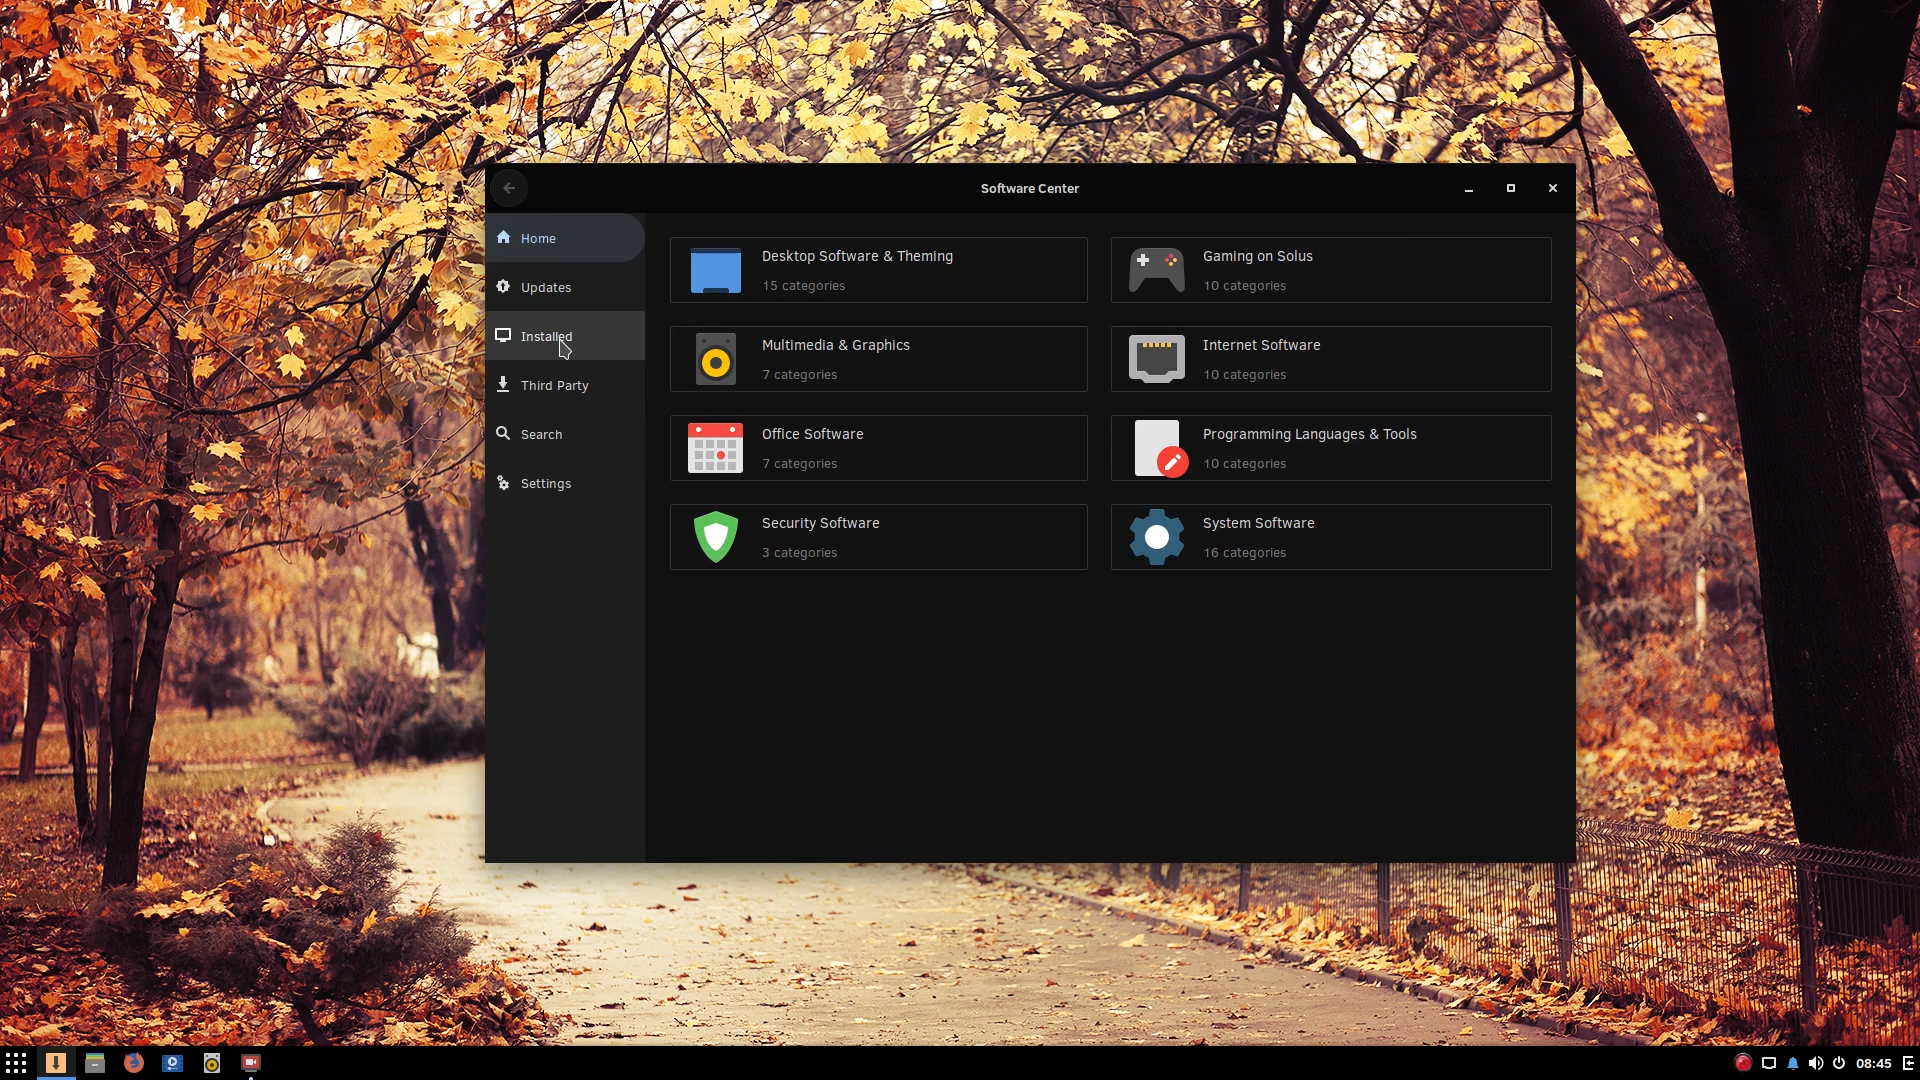 Software Center
Home
Updates
Installed
Third Party
Search
Settings
Desktop Software & Theming
15 categories
Gaming on Solus
10 categories
Multimedia & Graphics
7 categories
Internet Software
10 categories
Office Software
7 categories
Programming Languages & Tools
10 categories
Security Software
3 categories
System Software
16 categories
08:45